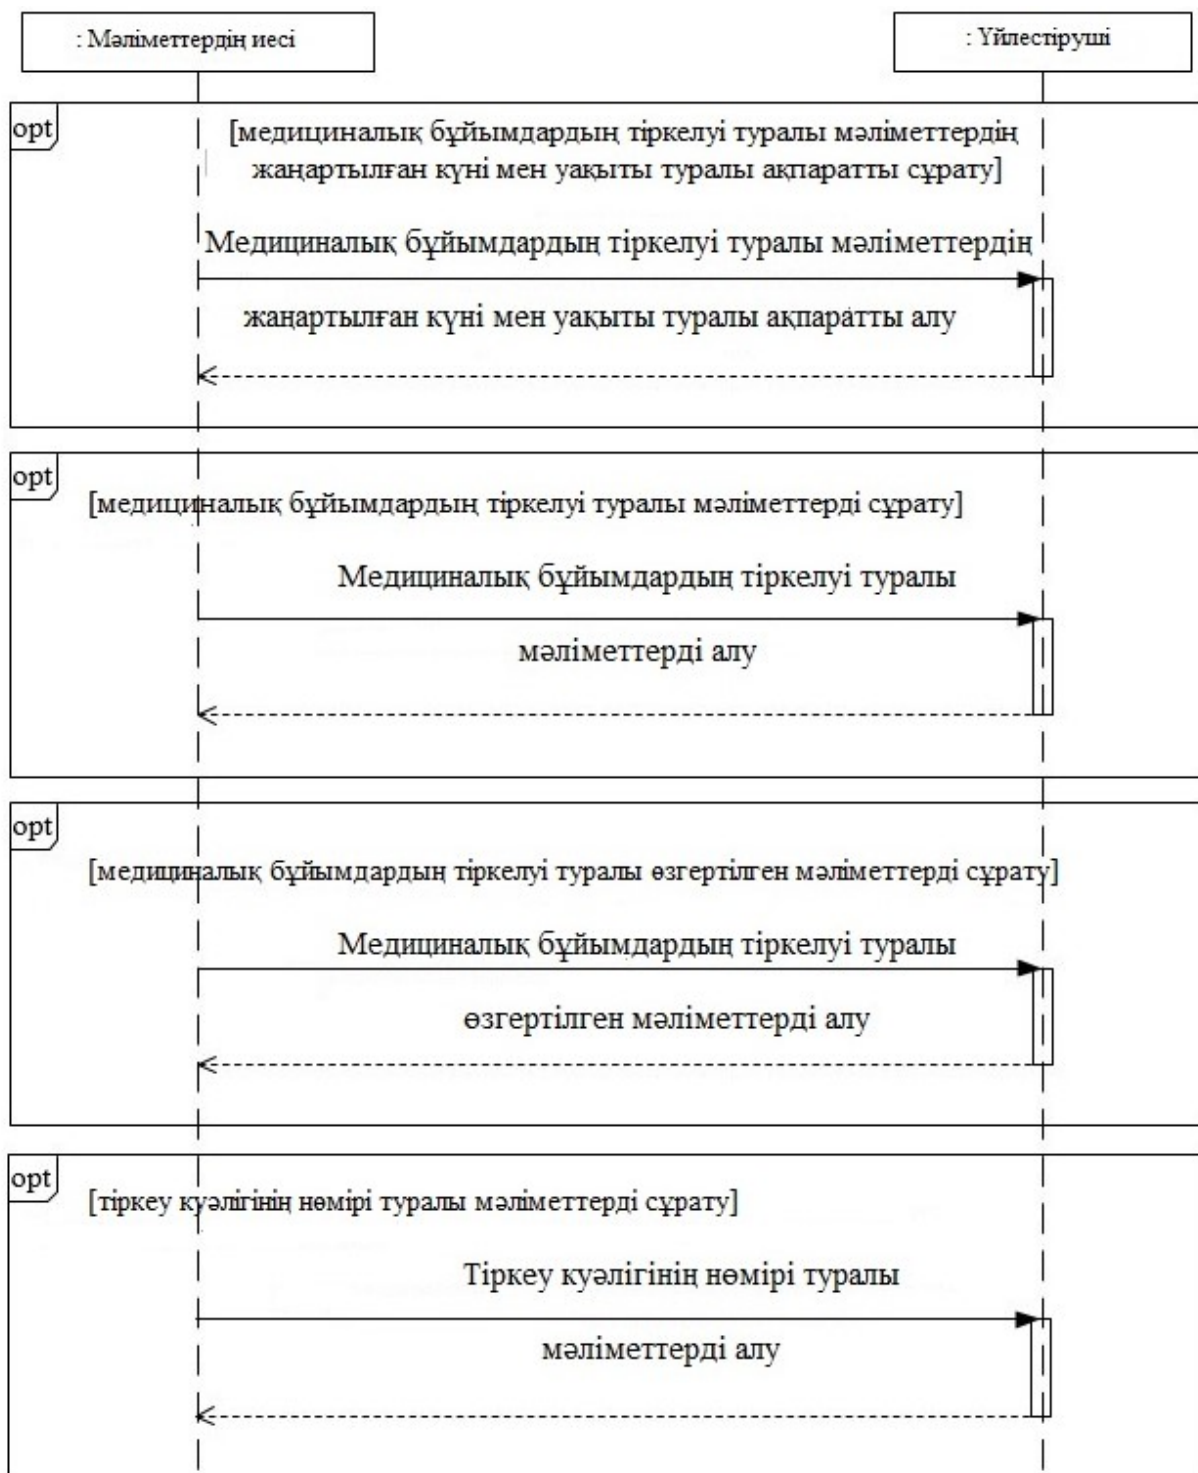 : Мәліметтердің иесі
: Үйлестіруші
opt
[медициналық бұйымдардың тіркелуі туралы мәліметтердің
жаңартылған күні мен уақыты туралы ақпаратты сұрату]
Медициналық бұйымдардың тіркелуі туралы мәліметтердің
жаңартылған күні мен уақыты туралы ақпаратты алу
opt
[медициналық бұйымдардың тіркелуі туралы мәліметтерді сұрату]
Медициналық бұйымдардың тіркелуі туралы
мәліметтерді алу
opt
[медициналық бұйымдардың тіркелуі туралы өзгертілген мәліметтерді сұрату]
Медициналық бұйымдардың тіркелуі туралы
өзгертілген мәліметтерді алу
opt
[тіркеу куәлігінің нөмірі туралы мәліметтерді сұрату]
Тіркеу куәлігінің нөмірі туралы
мәліметтерді алу